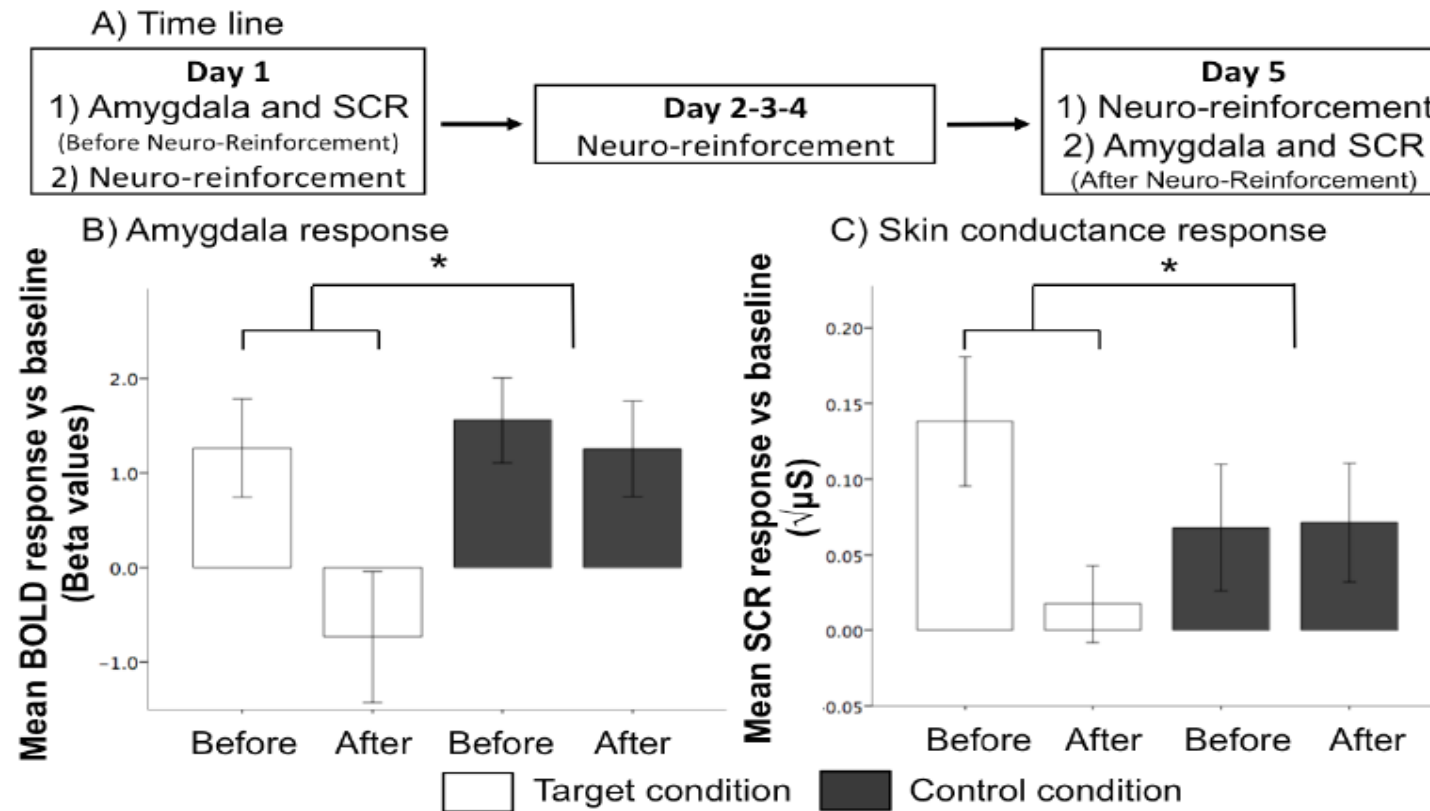 A) Time line
Day 1
1) Amygdala and SCR
(Before Neuro-Reinforcement)
2) Neuro-reinforcement
Day 2-3-4
Neuro-reinforcement
Day 5
1) Neuro-reinforcement
2) Amygdala and SCR
(After Neuro-Reinforcement)
B) Amygdala response
*
Mean BOLD response vs baseline
(Beta values)
2.0
1.0
0.0
−1.0
Before After Before After
C) Skin conductance response
*
Mean SCR response vs baseline
(√µS)
0.20
0.15
0.10
0.05
0.00
-0.05
Before After Before After
Target condition Control condition